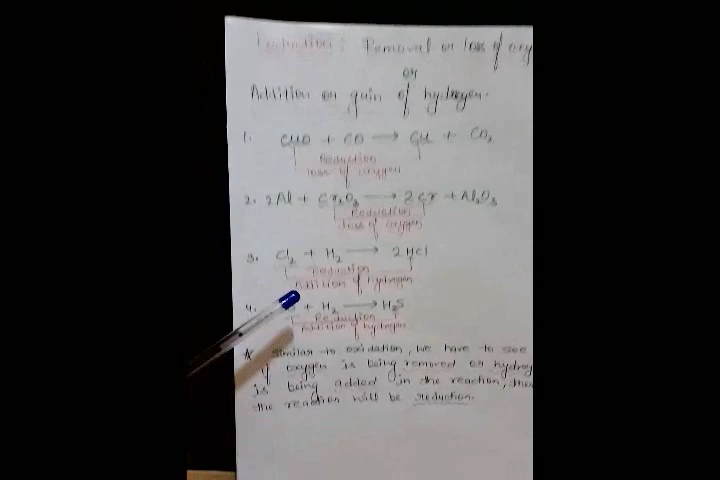 Reduction: Removal or loss of oxy
or
Addition or gain of hydrogen.
1. CuO + CO → Cu + CO₂
Reduction
loss of oxygen
2. 2Al + Cr₂O₃ → 2Cr + Al₂O₃
Reduction
loss of oxygen
3. Cl₂ + H₂ → 2HCl
Reduction
Addition of hydrogen
4. + H₂ → H₂S
Reduction
Addition of hydrogen
* Similar to oxidation, we have to see
if oxygen is being removed or hydrog
is being added in the reaction, then
the reaction will be reduction.